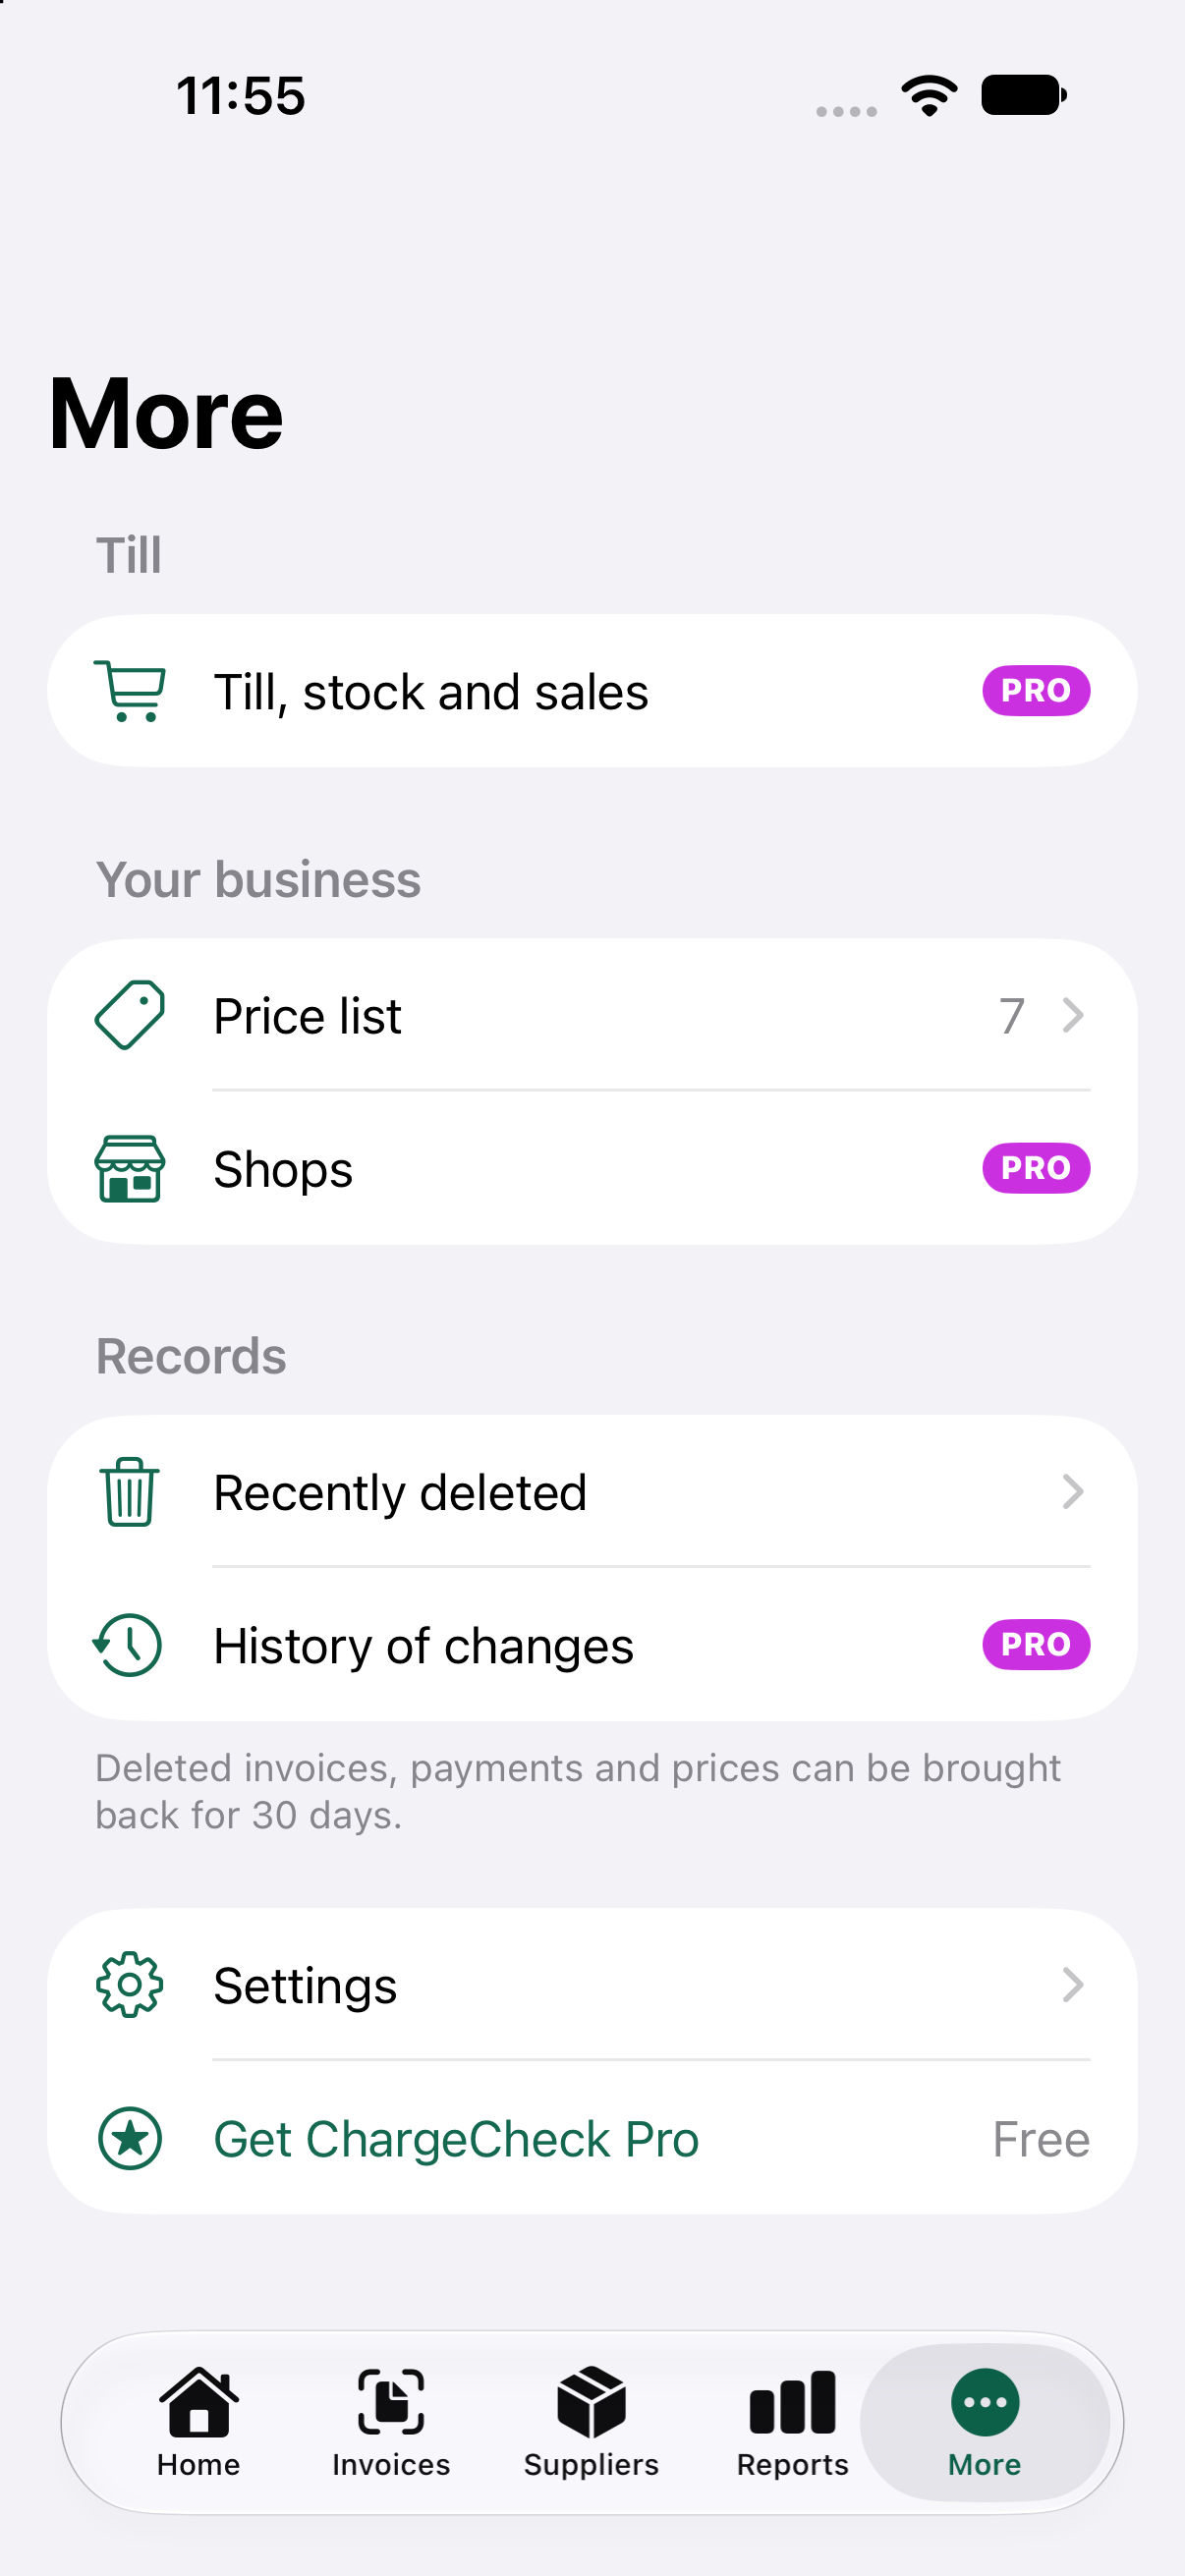 11:55
More
Till
Till, stock and sales PRO
Your business
Price list 7
Shops PRO
Records
Recently deleted
History of changes PRO
Deleted invoices, payments and prices can be brought
back for 30 days.
Settings
Get ChargeCheck Pro Free
Home Invoices Suppliers Reports More